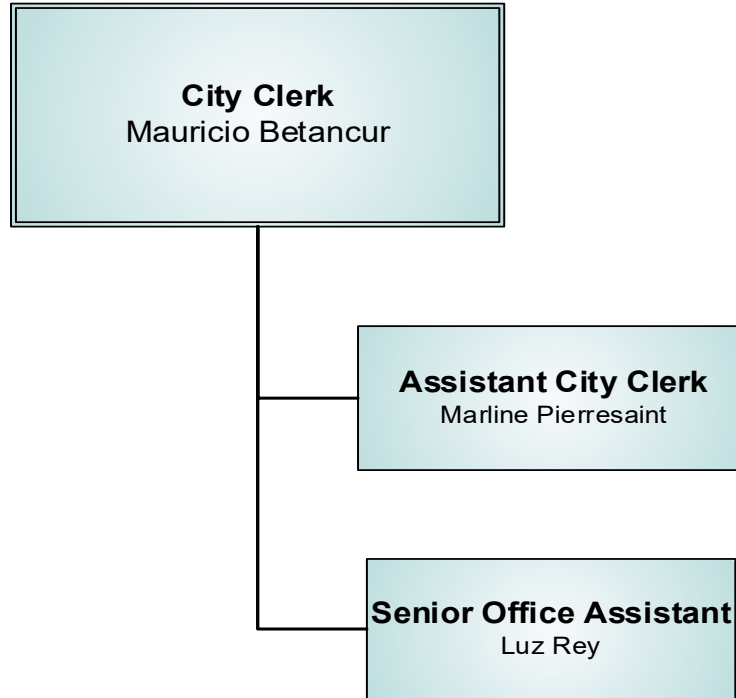 City Clerk
Mauricio Betancur
Assistant City Clerk
Marline Pierresaint
Senior Office Assistant
Luz Rey